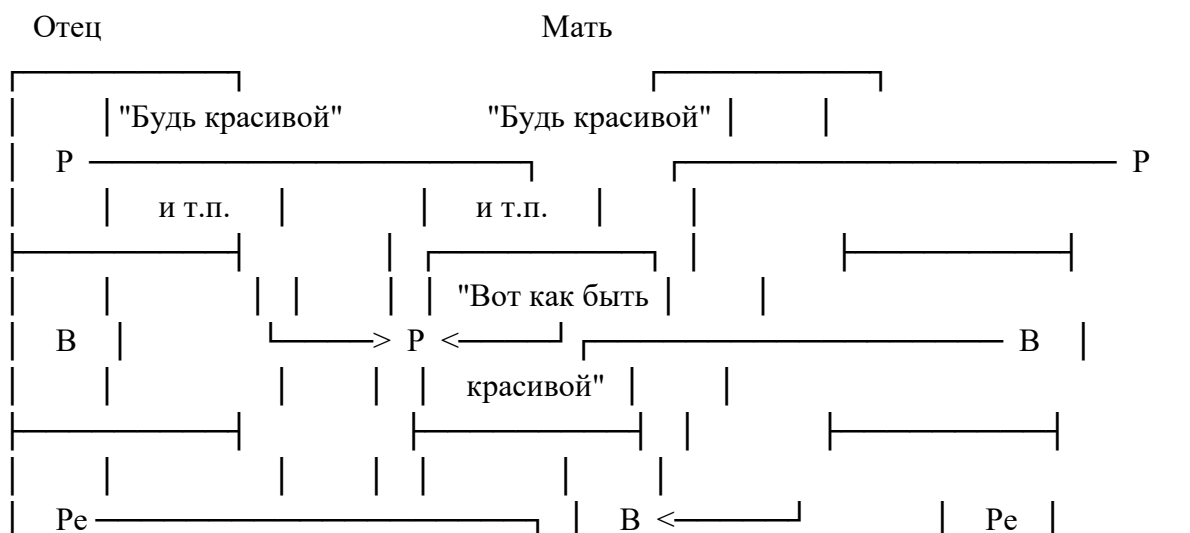 Отец Мать
"Будь красивой" "Будь красивой"
Р Р
и т.п. и т.п.
"Вот как быть
В > Р < В
красивой"
Ре В < Ре